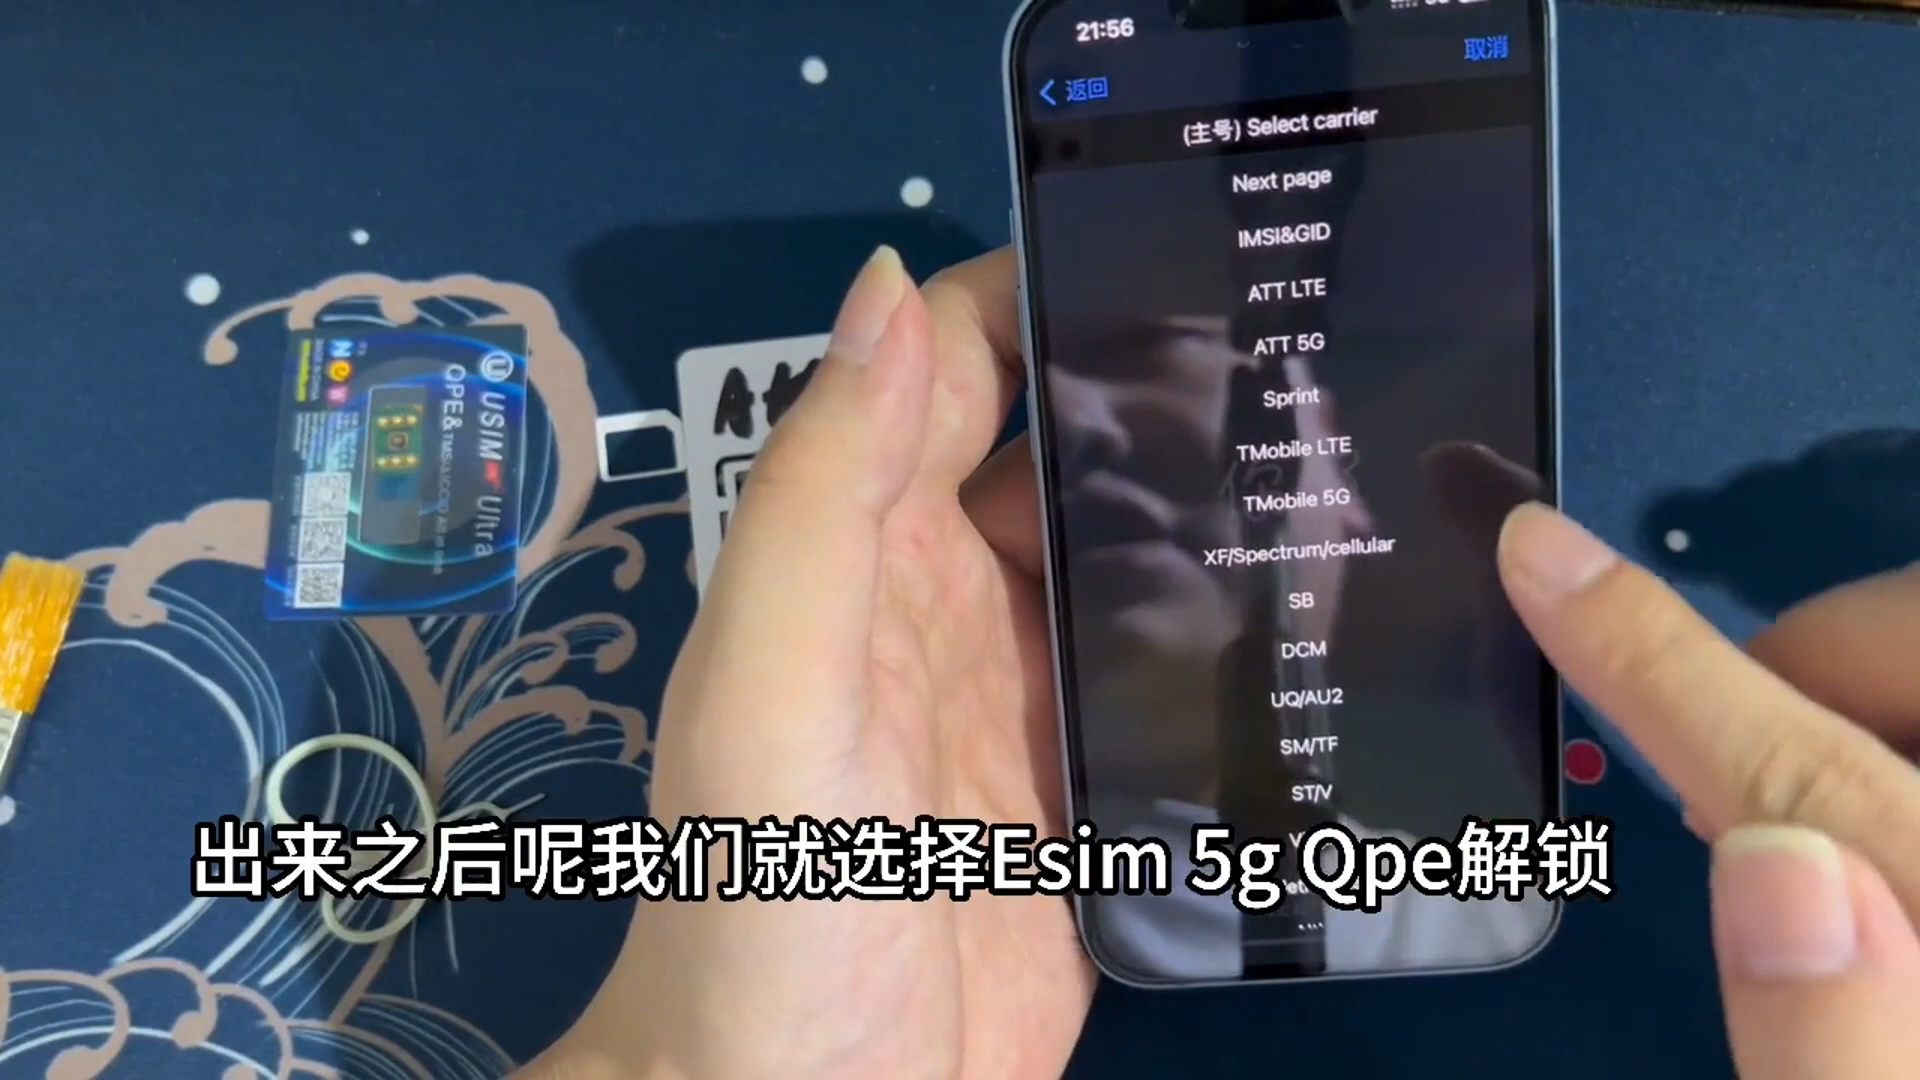 21:56
取消
返回
(主号) Select carrier
Next page
IMSI&GID
ATT LTE
ATT 5G
Sprint
TMobile LTE
TMobile 5G
XF/Spectrum/cellular
SB
DCM
UQ/AU2
SM/TF
ST/V
USIM Ultra
QPE&TMSI&ICCID All in one
出来之后呢我们就选择Esim 5g Qpe解锁